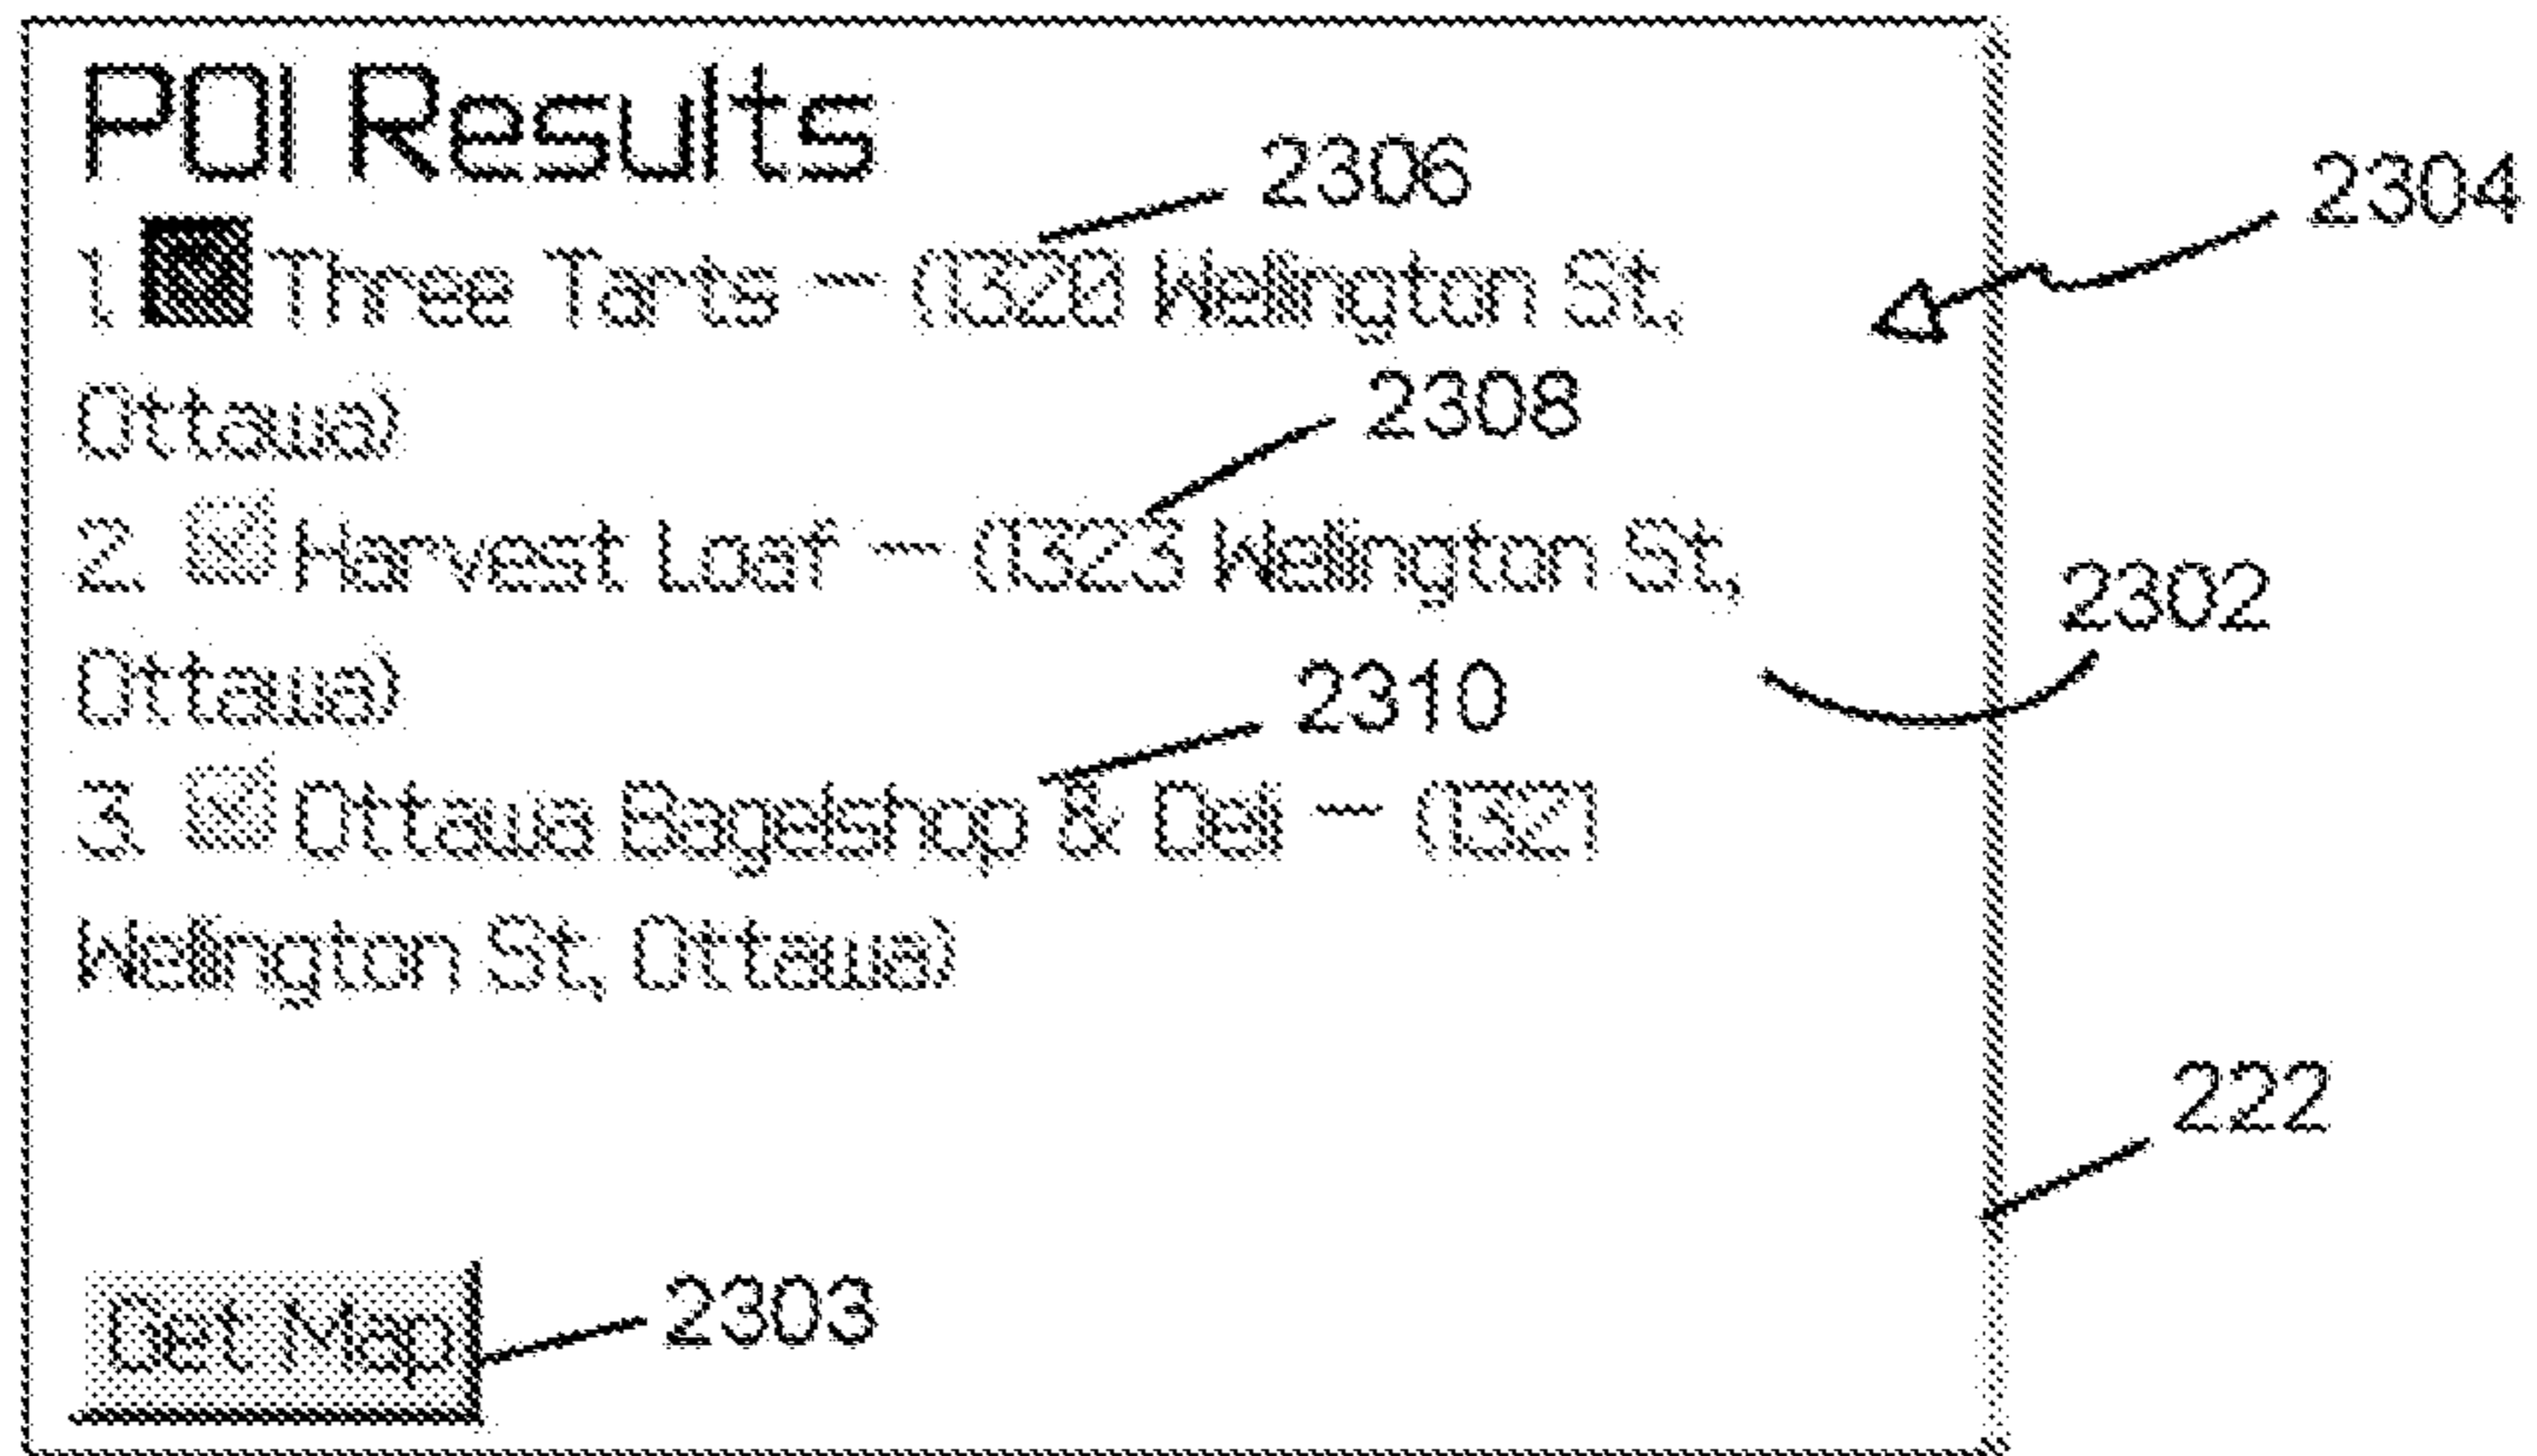 POI Results
2306
2304
1. Three Tarts — (1320 Wellington St,
Ottawa)
2308
2. Harvest Loaf — (1323 Wellington St,
2302
Ottawa)
2310
3. Ottawa Bagelshop & Deli — (1321
Wellington St, Ottawa)
222
Get Map
2303